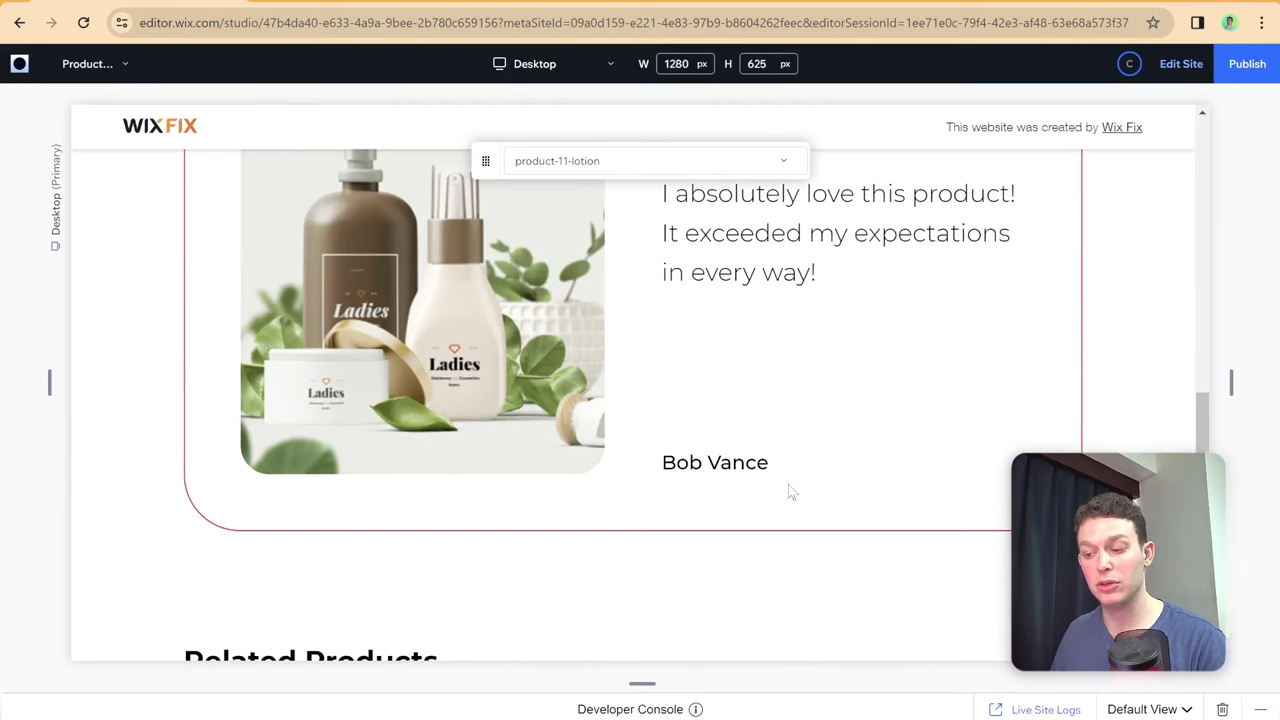 editor.wix.com/studio/47b4da40-e633-4a9a-9bee-2b780c659156?metaSiteId=09a0d159-e221-4e83-97b9-b8604262feec&editorSessionId=1ee71e0c-79f4-42e3-af48-63e68a573f37
Product... Desktop W 1280 px H 625 px C Edit Site Publish
Desktop (Primary)
WIXFIX This website was created by Wix Fix
product-11-lotion
I absolutely love this product!
It exceeded my expectations
in every way!
Ladies
Ladies
Ladies
Bob Vance
Related Products
Developer Console Live Site Logs Default View